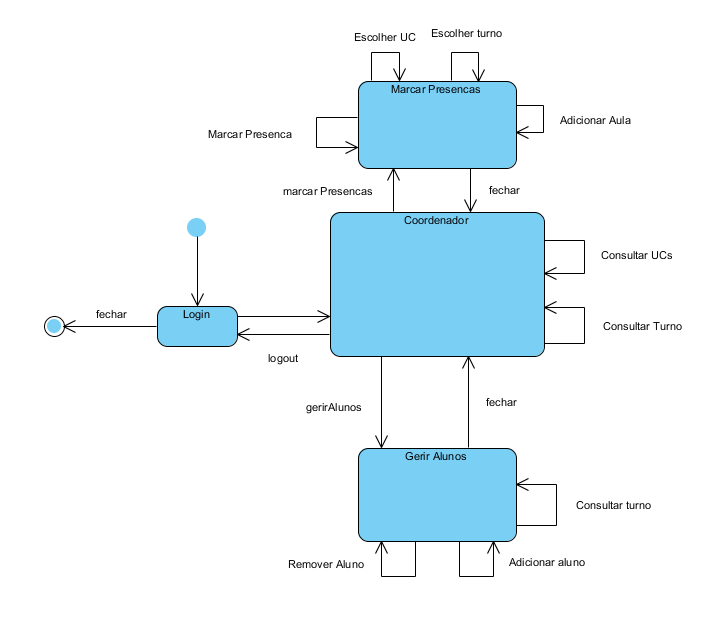 Escolher UC
Escolher turno
Marcar Presencas
Adicionar Aula
Marcar Presenca
marcar Presencas
fechar
Coordenador
Consultar UCs
fechar
Login
Consultar Turno
logout
gerirAlunos
fechar
Gerir Alunos
Consultar turno
Remover Aluno
Adicionar aluno